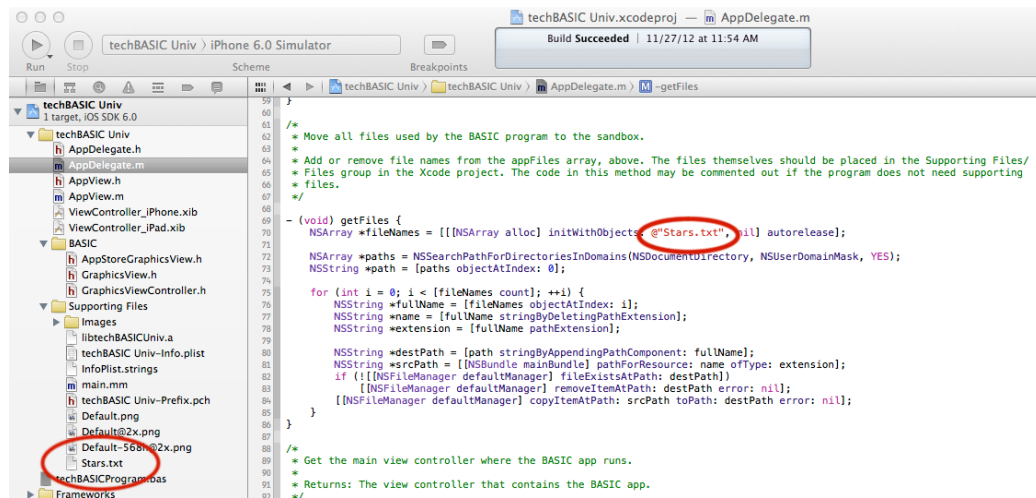 techBASIC Univ.xcodeproj — AppDelegate.m
techBASIC Univ ⟩ iPhone 6.0 Simulator
Build Succeeded | 11/27/12 at 11:54 AM
Run Stop Scheme Breakpoints
techBASIC Univ ⟩ techBASIC Univ ⟩ AppDelegate.m ⟩ M -getFiles
techBASIC Univ
1 target, iOS SDK 6.0
techBASIC Univ
AppDelegate.h
AppDelegate.m
AppView.h
AppView.m
ViewController_iPhone.xib
ViewController_iPad.xib
BASIC
AppStoreGraphicsView.h
GraphicsView.h
GraphicsViewController.h
Supporting Files
Images
libtechBASICUniv.a
techBASIC Univ-Info.plist
InfoPlist.strings
main.mm
techBASIC Univ-Prefix.pch
Default.png
Default@2x.png
Default-568h@2x.png
Stars.txt
techBASICProgram.bas
Frameworks
59 }
60
61 /*
62 * Move all files used by the BASIC program to the sandbox.
63 *
64 * Add or remove file names from the appFiles array, above. The files themselves should be placed in the Supporting Files/
65 * Files group in the Xcode project. The code in this method may be commented out if the program does not need supporting
66 * files.
67 */
68
69 - (void) getFiles {
70 NSArray *fileNames = [[[NSArray alloc] initWithObjects: @"Stars.txt", nil] autorelease];
71
72 NSArray *paths = NSSearchPathForDirectoriesInDomains(NSDocumentDirectory, NSUserDomainMask, YES);
73 NSString *path = [paths objectAtIndex: 0];
74
75 for (int i = 0; i < [fileNames count]; ++i) {
76 NSString *fullName = [fileNames objectAtIndex: i];
77 NSString *name = [fullName stringByDeletingPathExtension];
78 NSString *extension = [fullName pathExtension];
79
80 NSString *destPath = [path stringByAppendingPathComponent: fullName];
81 NSString *srcPath = [[NSBundle mainBundle] pathForResource: name ofType: extension];
82 if (![[NSFileManager defaultManager] fileExistsAtPath: destPath])
83 [[NSFileManager defaultManager] removeItemAtPath: destPath error: nil];
84 [[NSFileManager defaultManager] copyItemAtPath: srcPath toPath: destPath error: nil];
85 }
86 }
87
88 /*
89 * Get the main view controller where the BASIC app runs.
90 *
91 * Returns: The view controller that contains the BASIC app.
92 */